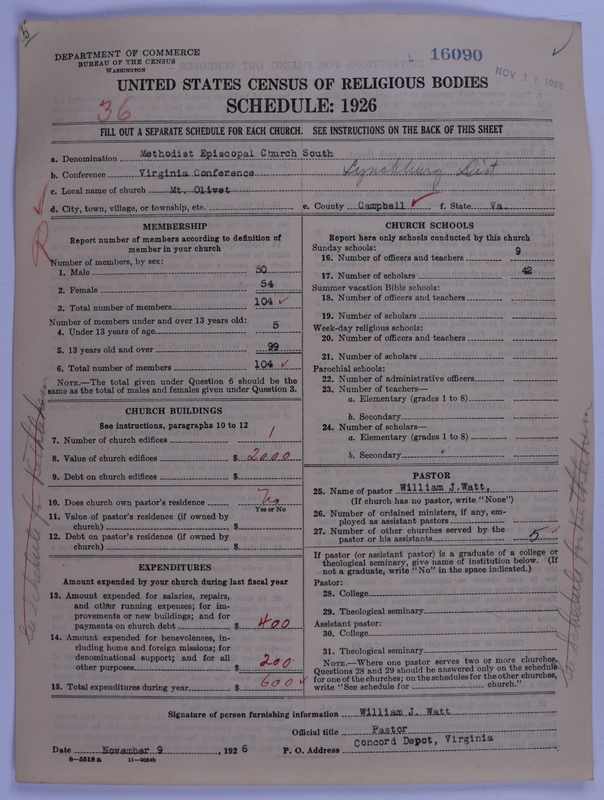 5
DEPARTMENT OF COMMERCE
BUREAU OF THE CENSUS
WASHINGTON
16090
NOV 1 1926
UNITED STATES CENSUS OF RELIGIOUS BODIES
36
SCHEDULE: 1926
FILL OUT A SEPARATE SCHEDULE FOR EACH CHURCH. SEE INSTRUCTIONS ON THE BACK OF THIS SHEET
a. Denomination Methodist Episcopal Church South
b. Conference Virginia Conference Lynchburg Dist
c. Local name of church Mt. Olivet
d. City, town, village, or township, etc. e. County Campbell ✓ f. State Va.
R
MEMBERSHIP
Report number of members according to definition of
member in your church
Number of members, by sex:
1. Male 50
2. Female 54
3. Total number of members 104 ✓
Number of members under and over 13 years old:
4. Under 13 years of age 5
5. 13 years old and over 99
6. Total number of members 104 ✓
NOTE.—The total given under Question 6 should be the
same as the total of males and females given under Question 3.
CHURCH BUILDINGS
See instructions, paragraphs 10 to 12
7. Number of church edifices 1
8. Value of church edifices $ 2000
9. Debt on church edifices $
10. Does church own pastor's residence No
Yes or No
11. Value of pastor's residence (if owned by
church) $
12. Debt on pastor's residence (if owned by
church) $
EXPENDITURES
Amount expended by your church during last fiscal year
13. Amount expended for salaries, repairs,
and other running expenses; for im-
provements or new buildings; and for
payments on church debt $ 400
14. Amount expended for benevolences, in-
cluding home and foreign missions; for
denominational support; and for all
other purposes $ 200
15. Total expenditures during year $ 600 ✓
CHURCH SCHOOLS
Report here only schools conducted by this church
Sunday schools:
16. Number of officers and teachers 9
17. Number of scholars 42
Summer vacation Bible schools:
18. Number of officers and teachers
19. Number of scholars
Week-day religious schools:
20. Number of officers and teachers
21. Number of scholars
Parochial schools:
22. Number of administrative officers
23. Number of teachers—
a. Elementary (grades 1 to 8)
b. Secondary
24. Number of scholars—
a. Elementary (grades 1 to 8)
b. Secondary
PASTOR
25. Name of pastor William J.Watt,
(If church has no pastor, write "None")
26. Number of ordained ministers, if any, em-
ployed as assistant pastors
27. Number of other churches served by the
pastor or his assistants 5 ✓
If pastor (or assistant pastor) is a graduate of a college or
theological seminary, give name of institution below. (If
not a graduate, write "No" in the space indicated.)
Pastor:
28. College
29. Theological seminary
Assistant pastor:
30. College
31. Theological seminary
NOTE.—Where one pastor serves two or more churches,
Questions 28 and 29 should be answered only on the schedule
for one of the churches; on the schedules for the other churches,
write "See schedule for church."
See schedule for Bethlehem
See schedule for Bethlehem
Signature of person furnishing information William J. Watt
Official title Pastor
Date November 9, 1926 P. O. Address Concord Depot, Virginia
8—5518a 11—9054b